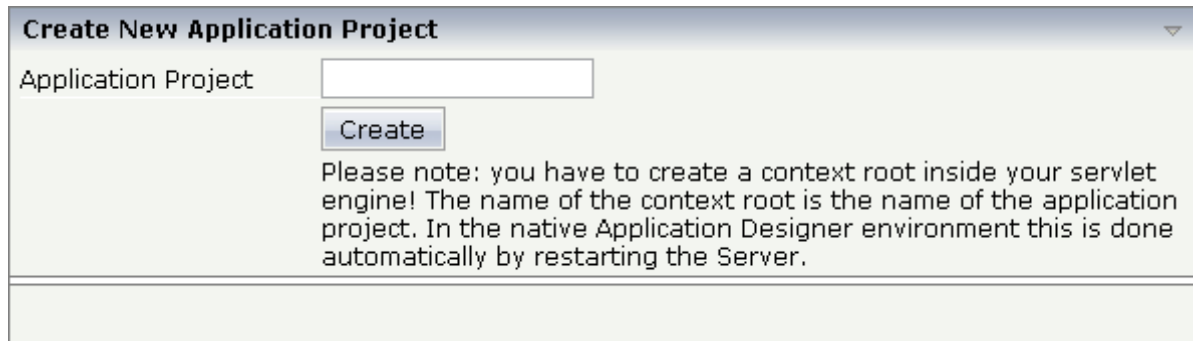 Create New Application Project
Application Project
Create
Please note: you have to create a context root inside your servlet
engine! The name of the context root is the name of the application
project. In the native Application Designer environment this is done
automatically by restarting the Server.